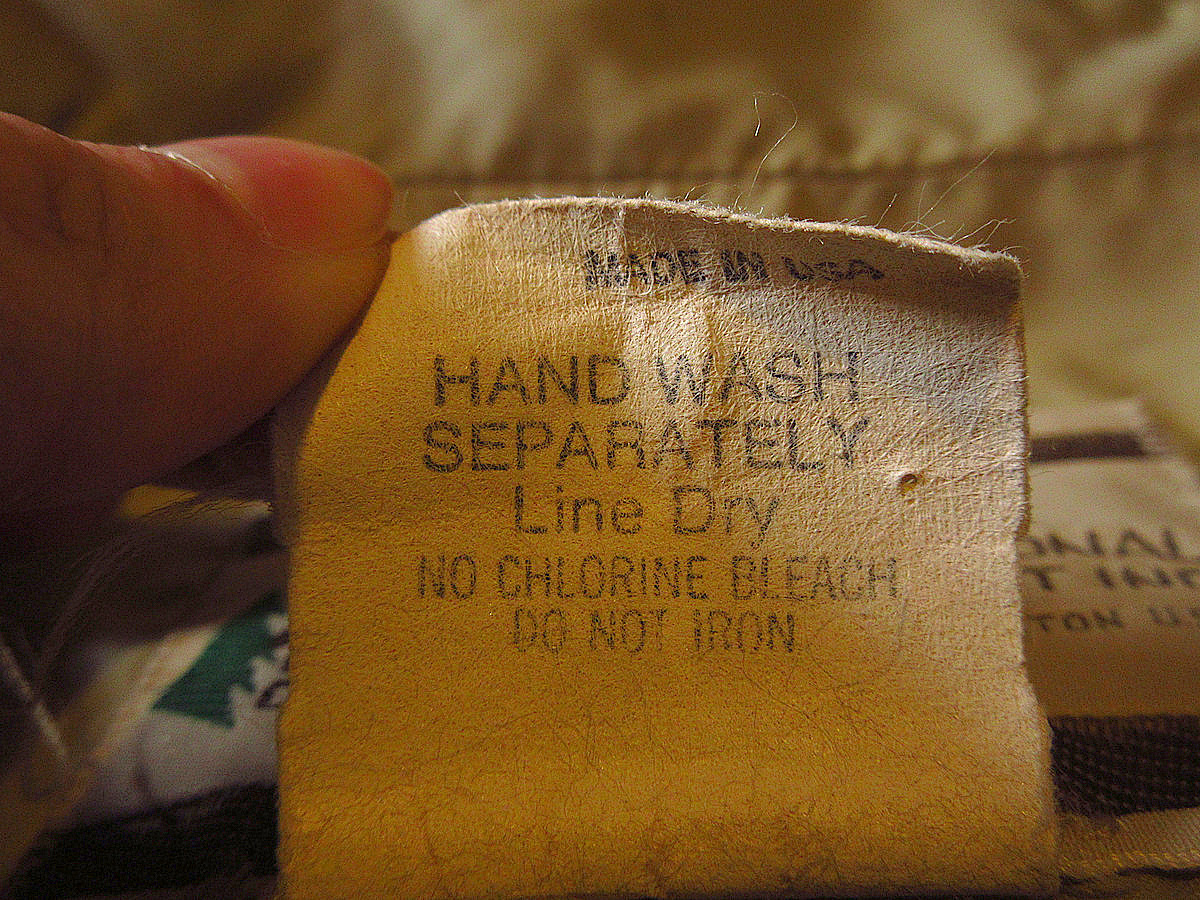 MADE IN USA
HAND WASH
SEPARATELY
Line Dry
NO CHLORINE BLEACH
DO NOT IRON